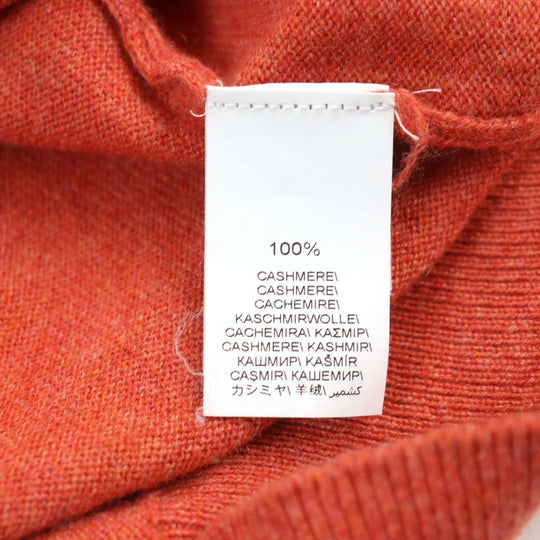 100%
CASHMERE\
CASHMERE\
CACHEMIRE\
KASCHMIRWOLLE\
CACHEMIRA\ ΚΑΣΜΙΡ\
CASHMERE\ KASHMIR\
КАШМИР\ KAŠMÍR
CAŞMIR\ КАШЕМИР\
カシミヤ\ 羊绒\ كشمير\